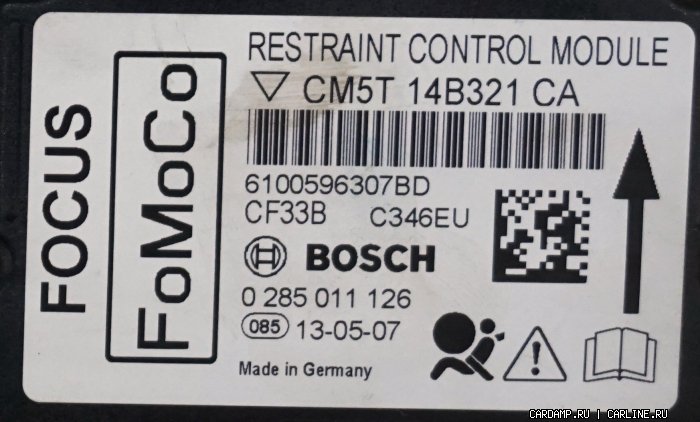 FOCUS
FoMoCo
RESTRAINT CONTROL MODULE
CM5T 14B321 CA
6100596307BD
CF33B C346EU
BOSCH
0 285 011 126
085 13-05-07
Made in Germany
CARDAMP.RU | CARLINE.RU